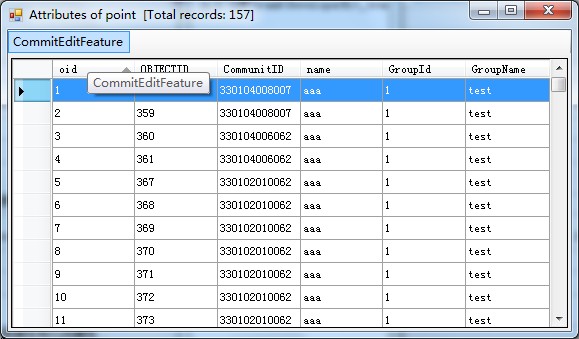 Attributes of point [Total records: 157]
CommitEditFeature
oid OBJECTID CommunitID name GroupId GroupName
CommitEditFeature
1 330104008007 aaa 1 test
2 359 330104008007 aaa 1 test
3 360 330104006062 aaa 1 test
4 361 330104006062 aaa 1 test
5 367 330102010062 aaa 1 test
6 368 330102010062 aaa 1 test
7 369 330102010062 aaa 1 test
8 370 330102010062 aaa 1 test
9 371 330102010062 aaa 1 test
10 372 330102010062 aaa 1 test
11 373 330102010062 aaa 1 test